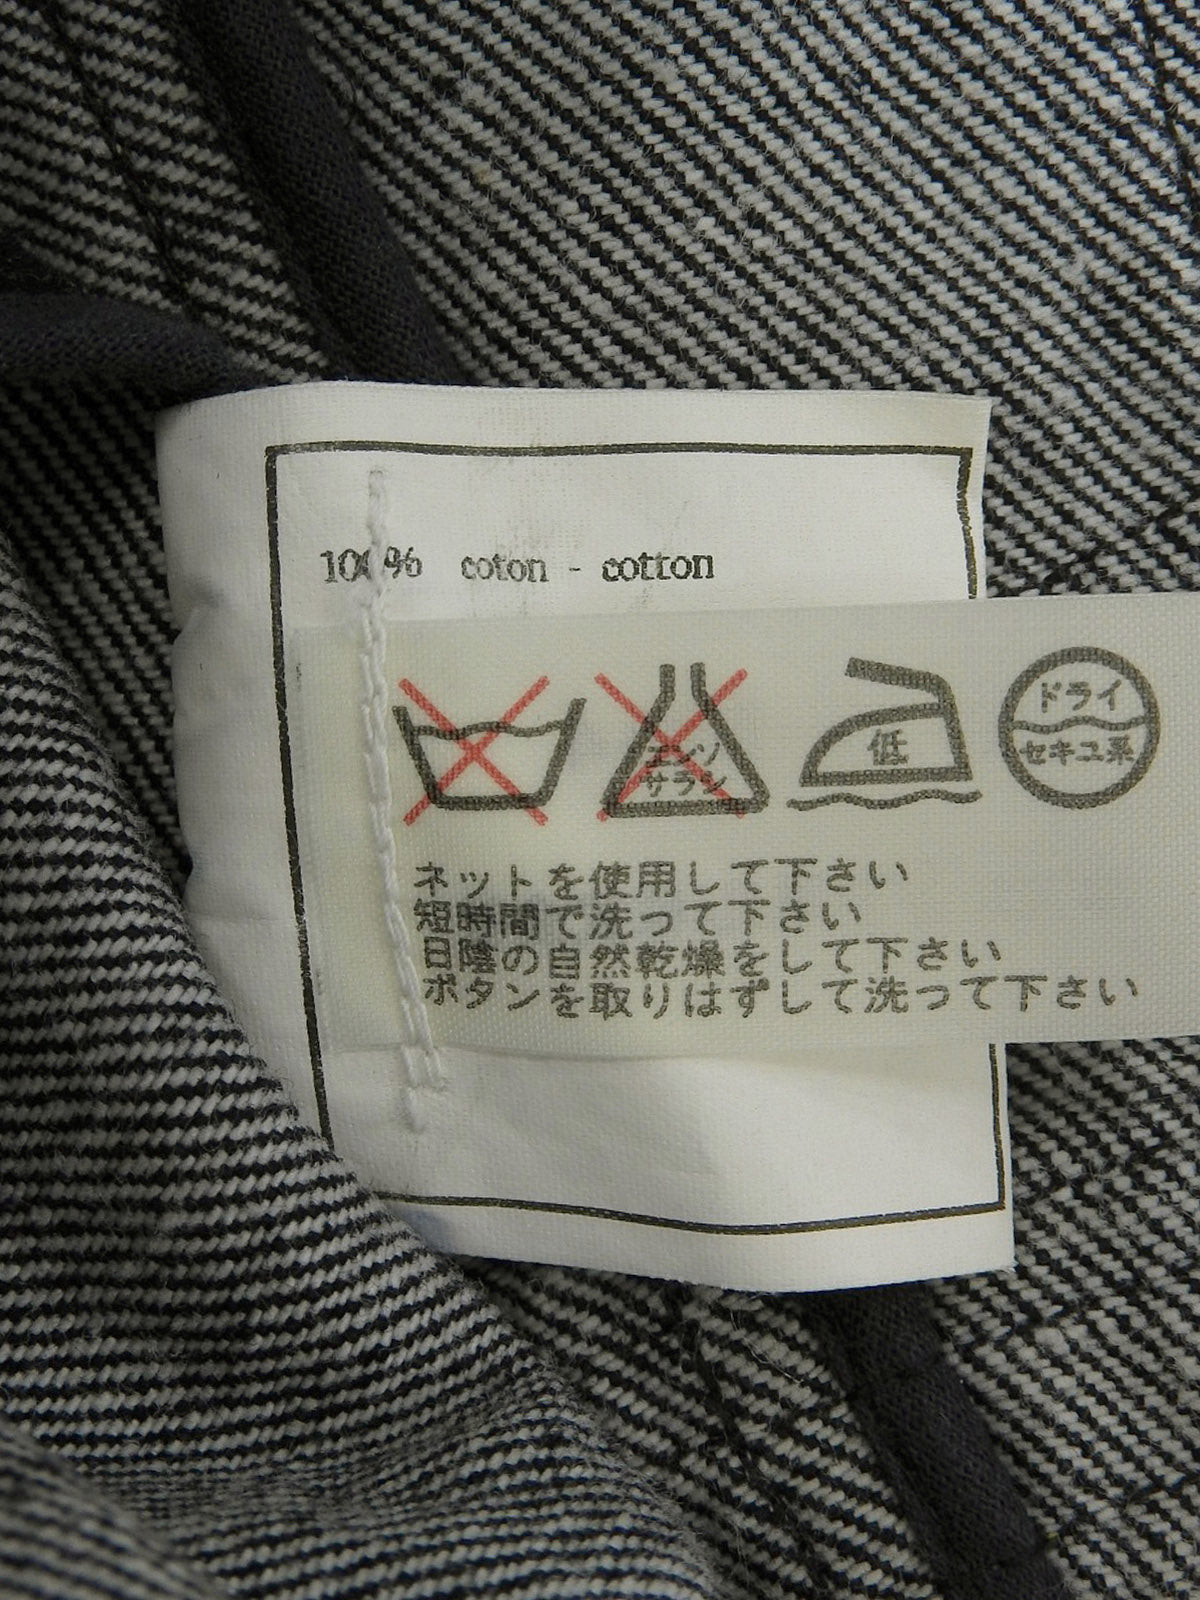 100% coton - cotton
エンソ
サラシ
低
ドライ
セキユ系
ネットを使用して下さい
短時間で洗って下さい
日陰の自然乾燥をして下さい
ボタンを取りはずして洗って下さい